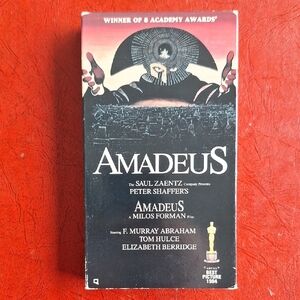 WINNER OF 8 ACADEMY AWARDS®
AMADEUS
The SAUL ZAENTZ Company Presents
PETER SHAFFER'S
AMADEUS
A MILOS FORMAN Film
Starring F. MURRAY ABRAHAM
TOM HULCE
ELIZABETH BERRIDGE
BEST
PICTURE
1984